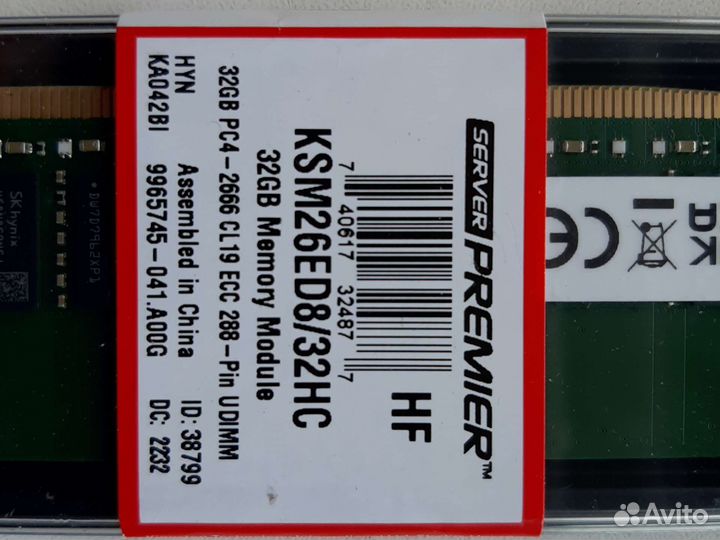 SERVER PREMIER™
HF
7 40617 32487 7
KSM26ED8/32HC
32GB Memory Module
32GB PC4-2666 CL19 ECC 288-Pin UDIMM
HYN Assembled in China ID: 38799
KA042BI 9965745-041.A00G DC: 2232
SK hynix
CE
Avito